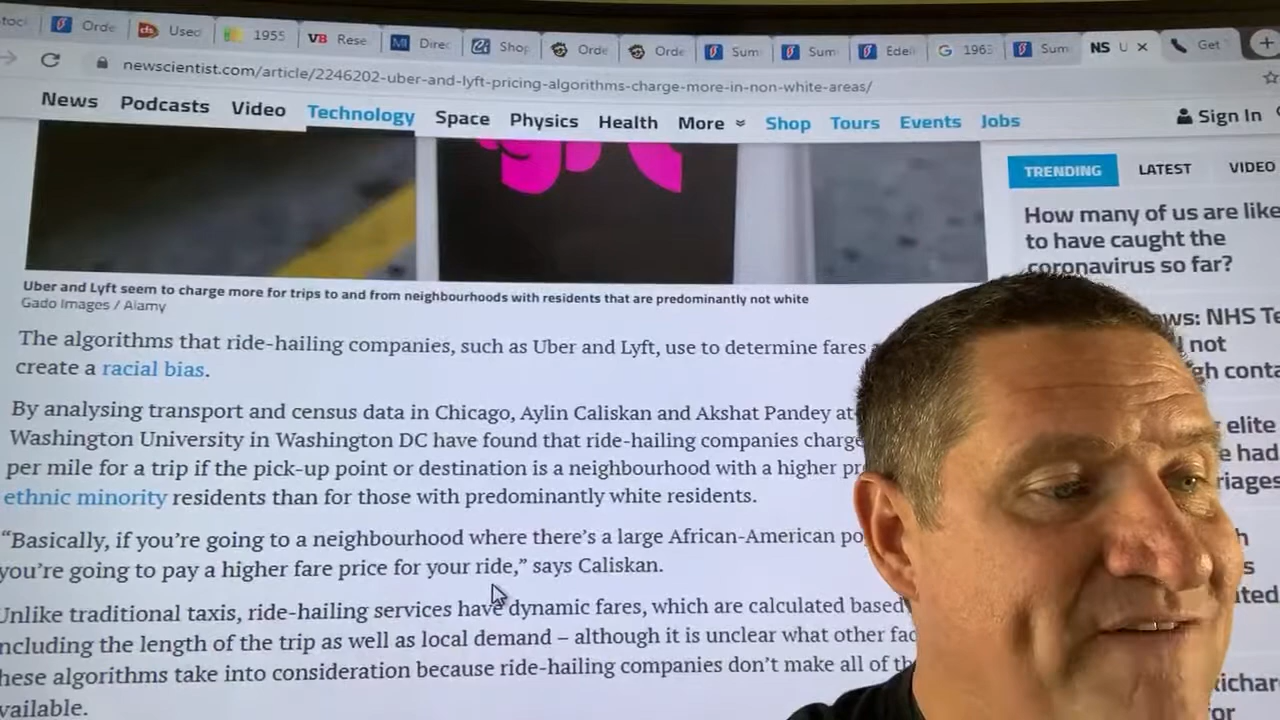 Orde
Used
1955
VB Rese
MI Direc
Shop
Orde
Orde
Sum
Sum
Edel
G 1963
Sum
NS U
Get
newscientist.com/article/2246202-uber-and-lyft-pricing-algorithms-charge-more-in-non-white-areas/
News Podcasts Video Technology Space Physics Health More Shop Tours Events Jobs Sign In
TRENDING LATEST VIDEO
How many of us are like
to have caught the
coronavirus so far?
Uber and Lyft seem to charge more for trips to and from neighbourhoods with residents that are predominantly not white
Gado Images / Alamy
The algorithms that ride-hailing companies, such as Uber and Lyft, use to determine fares
create a racial bias.
By analysing transport and census data in Chicago, Aylin Caliskan and Akshat Pandey at
Washington University in Washington DC have found that ride-hailing companies charge
per mile for a trip if the pick-up point or destination is a neighbourhood with a higher pr
ethnic minority residents than for those with predominantly white residents.
“Basically, if you’re going to a neighbourhood where there’s a large African-American po
you’re going to pay a higher fare price for your ride,” says Caliskan.
Unlike traditional taxis, ride-hailing services have dynamic fares, which are calculated based
ncluding the length of the trip as well as local demand – although it is unclear what other fac
hese algorithms take into consideration because ride-hailing companies don’t make all of th
vailable.
ws: NHS Te
not
gh conta
elite
e had
riages
h
s
ted
ichar
or